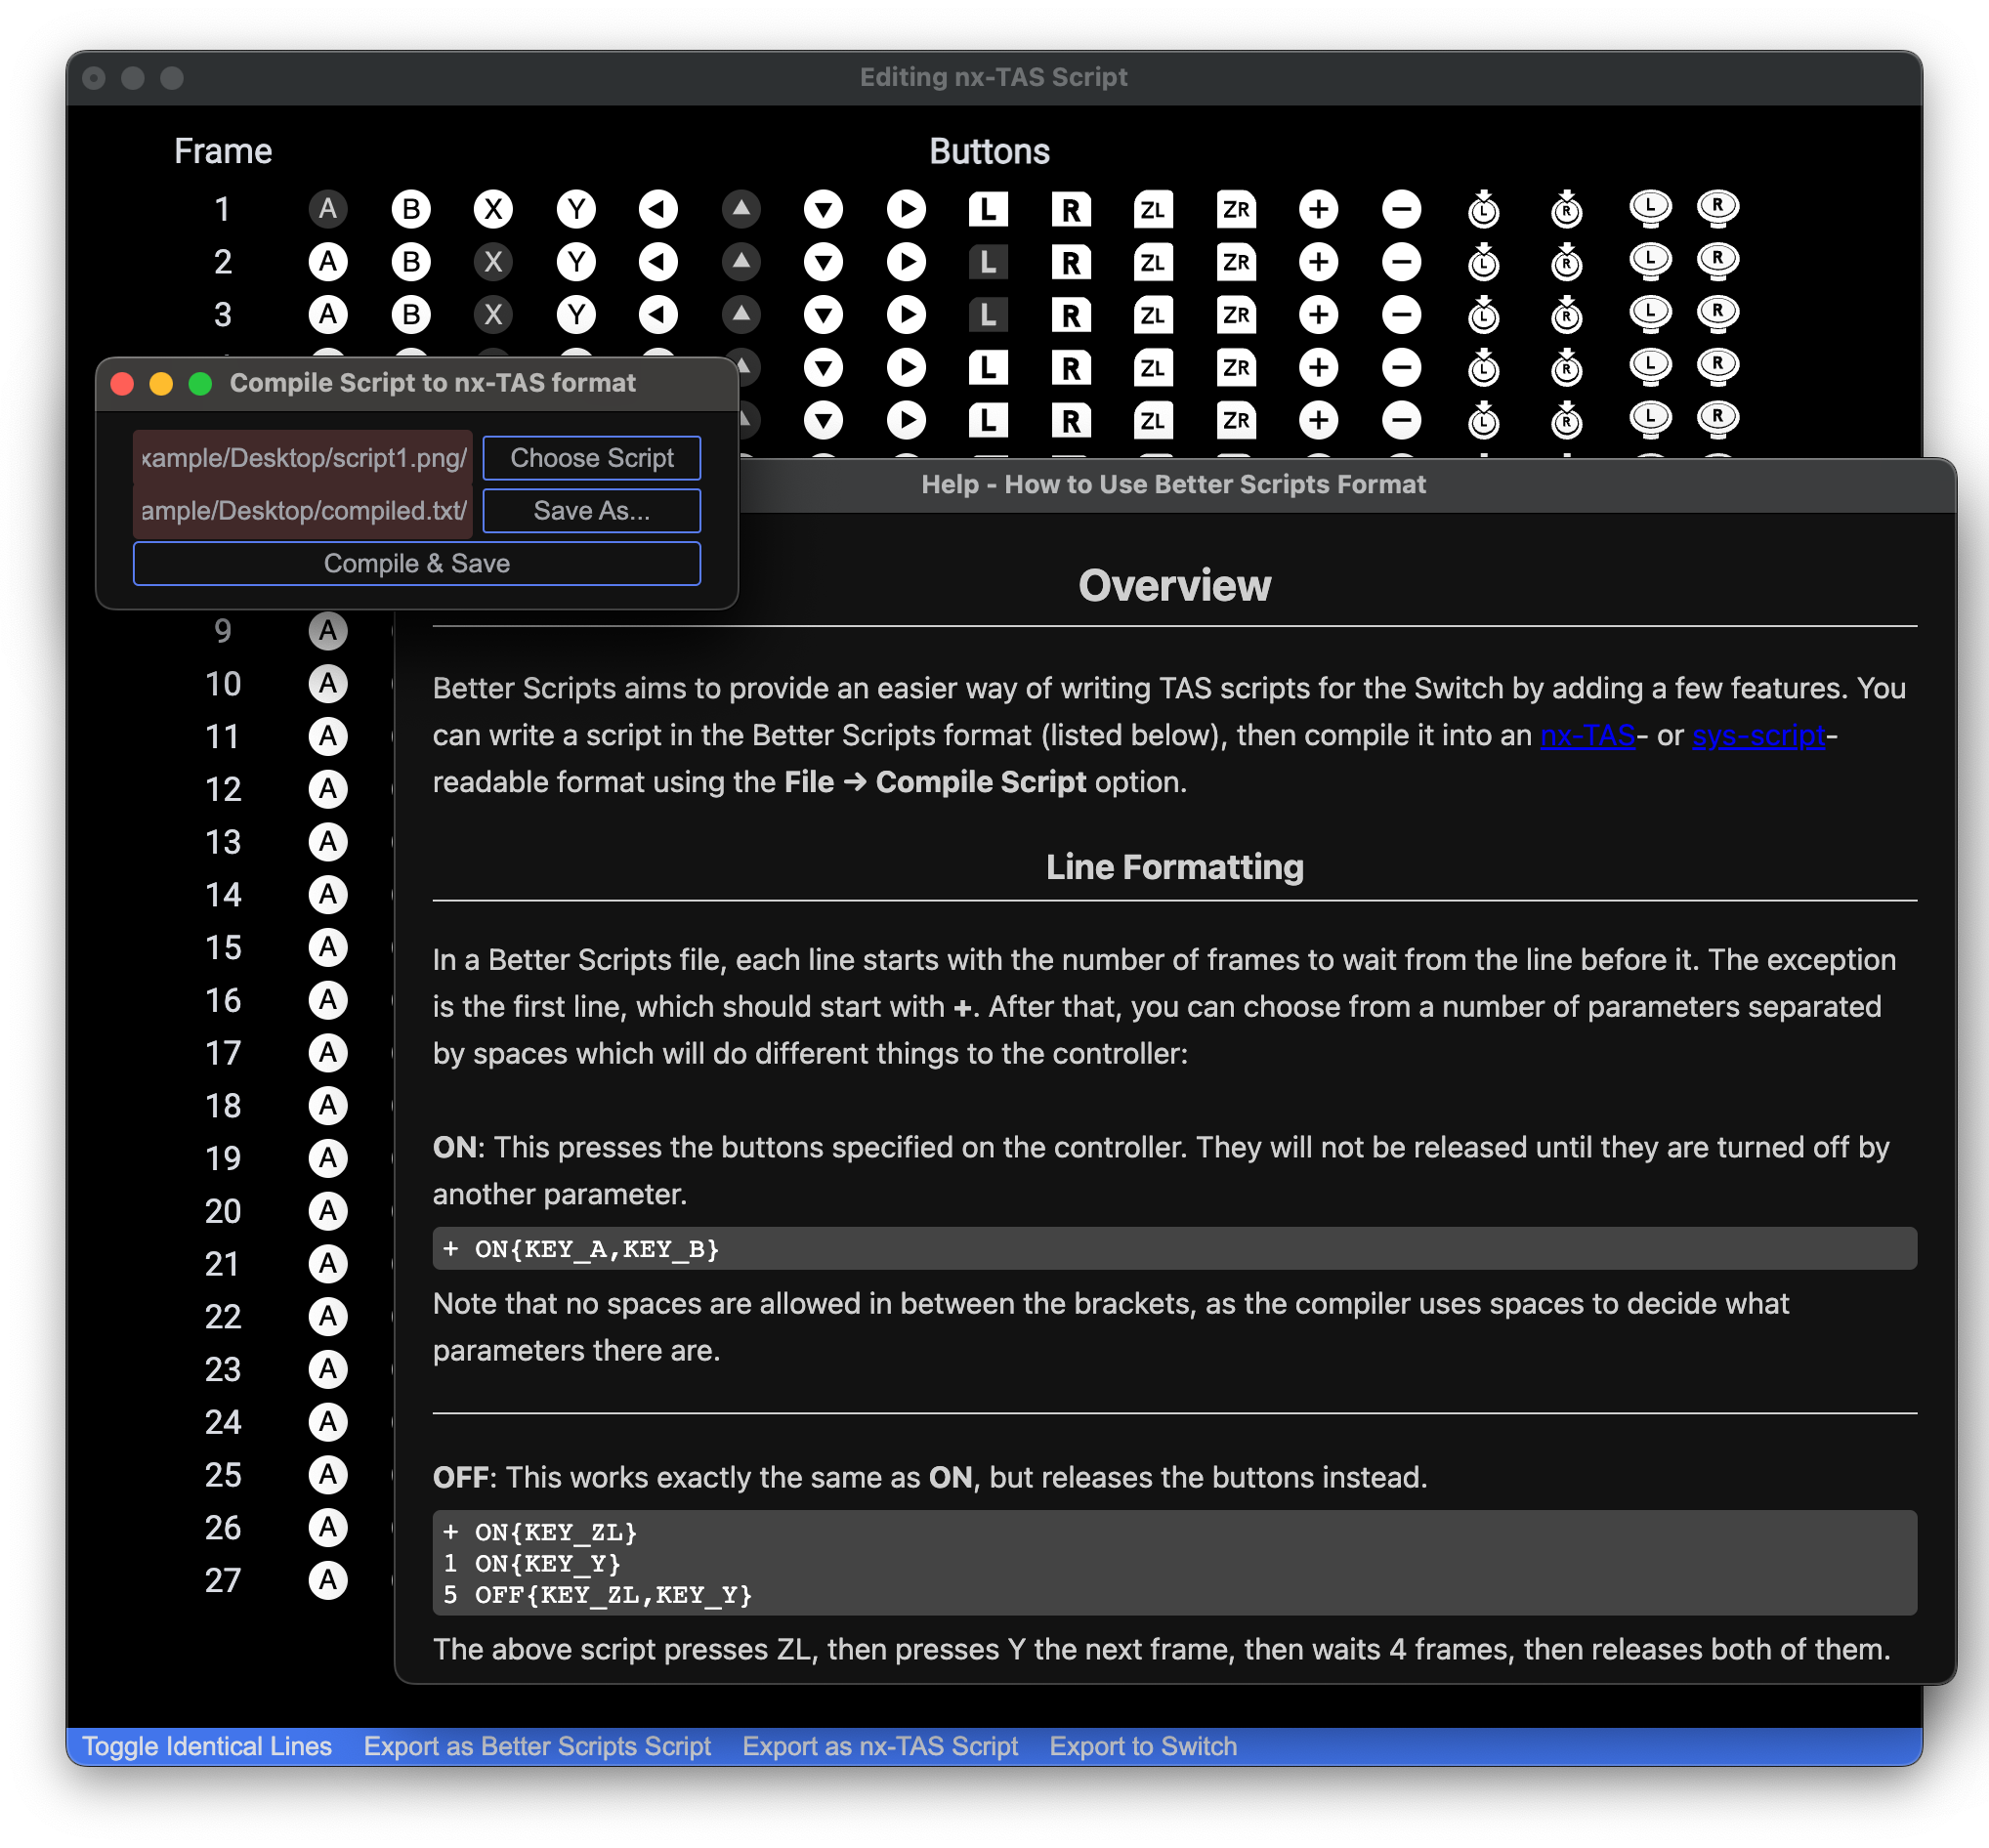 Editing nx-TAS Script
Frame Buttons
1 A B X Y L R ZL ZR + − L R L R
2 A B X Y L R ZL ZR + − L R L R
3 A B X Y L R ZL ZR + − L R L R
L R ZL ZR + − L R L R
L R ZL ZR + − L R L R
Compile Script to nx-TAS format
xample/Desktop/script1.png/ Choose Script
ample/Desktop/compiled.txt/ Save As...
Compile & Save
9 A
10 A
11 A
12 A
13 A
14 A
15 A
16 A
17 A
18 A
19 A
20 A
21 A
22 A
23 A
24 A
25 A
26 A
27 A
Help - How to Use Better Scripts Format
Overview
Better Scripts aims to provide an easier way of writing TAS scripts for the Switch by adding a few features. You
can write a script in the Better Scripts format (listed below), then compile it into an nx-TAS- or sys-script-
readable format using the File → Compile Script option.
Line Formatting
In a Better Scripts file, each line starts with the number of frames to wait from the line before it. The exception
is the first line, which should start with +. After that, you can choose from a number of parameters separated
by spaces which will do different things to the controller:
ON: This presses the buttons specified on the controller. They will not be released until they are turned off by
another parameter.
+ ON{KEY_A,KEY_B}
Note that no spaces are allowed in between the brackets, as the compiler uses spaces to decide what
parameters there are.
OFF: This works exactly the same as ON, but releases the buttons instead.
+ ON{KEY_ZL}
1 ON{KEY_Y}
5 OFF{KEY_ZL,KEY_Y}
The above script presses ZL, then presses Y the next frame, then waits 4 frames, then releases both of them.
Toggle Identical Lines Export as Better Scripts Script Export as nx-TAS Script Export to Switch